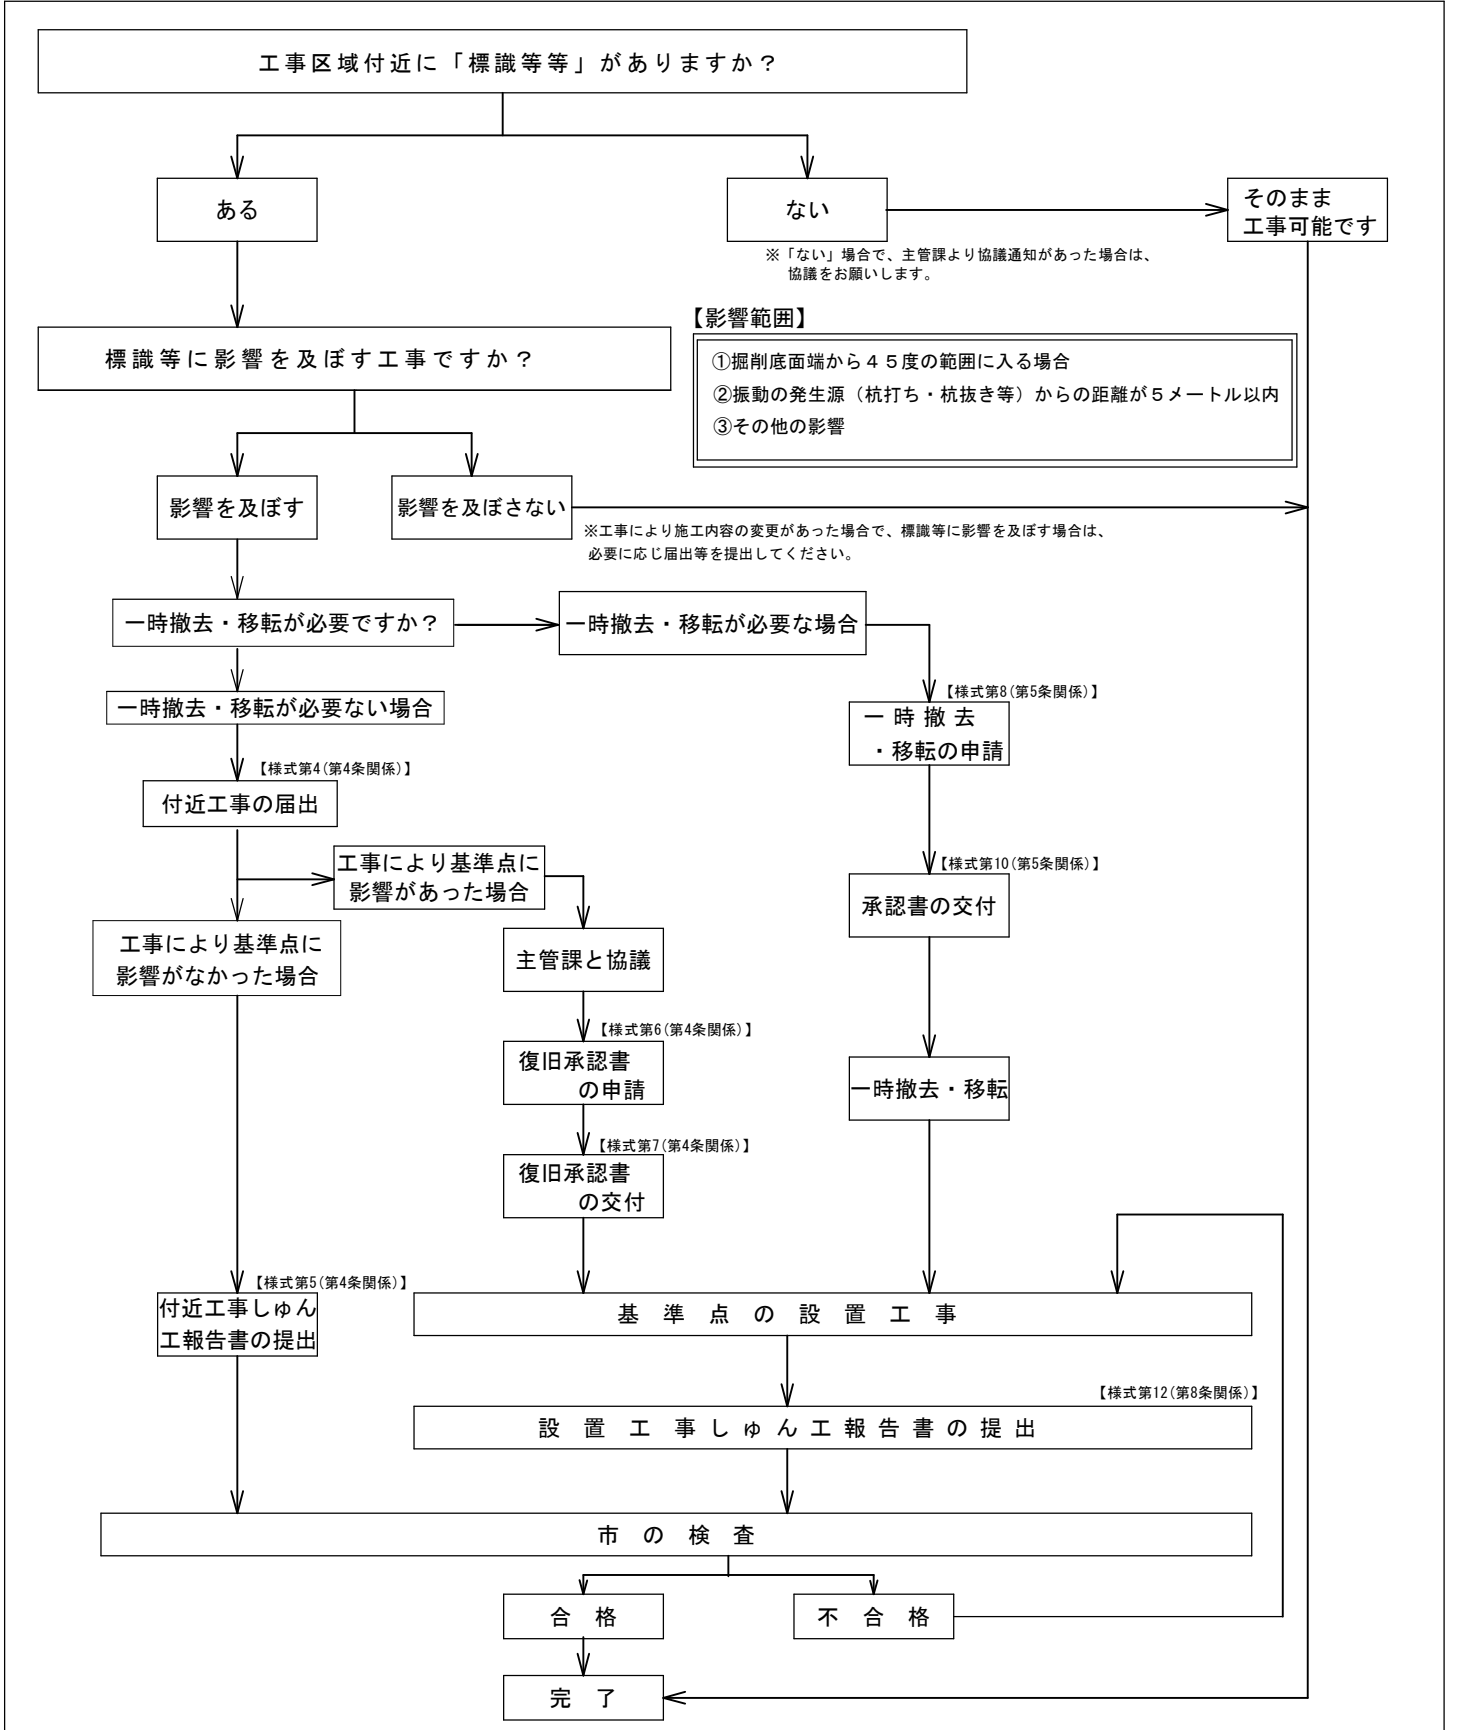 工事区域付近に「標識等等」がありますか？
ある
ない
そのまま
工事可能です
※「ない」場合で、主管課より協議通知があった場合は、
協議をお願いします。
【影響範囲】
標識等に影響を及ぼす工事ですか？
①掘削底面端から４５度の範囲に入る場合
②振動の発生源（杭打ち・杭抜き等）からの距離が５メートル以内
③その他の影響
影響を及ぼす
影響を及ぼさない
※工事により施工内容の変更があった場合で、標識等に影響を及ぼす場合は、
必要に応じ届出等を提出してください。
一時撤去・移転が必要ですか？
一時撤去・移転が必要な場合
一時撤去・移転が必要ない場合
【様式第8(第5条関係)】
一時撤去
・移転の申請
【様式第4(第4条関係)】
付近工事の届出
工事により基準点に
影響があった場合
【様式第10(第5条関係)】
承認書の交付
工事により基準点に
影響がなかった場合
主管課と協議
【様式第6(第4条関係)】
復旧承認書
の申請
一時撤去・移転
【様式第7(第4条関係)】
復旧承認書
の交付
【様式第5(第4条関係)】
付近工事しゅん
工報告書の提出
基準点の設置工事
【様式第12(第8条関係)】
設置工事しゅん工報告書の提出
市の検査
合格
不合格
完了